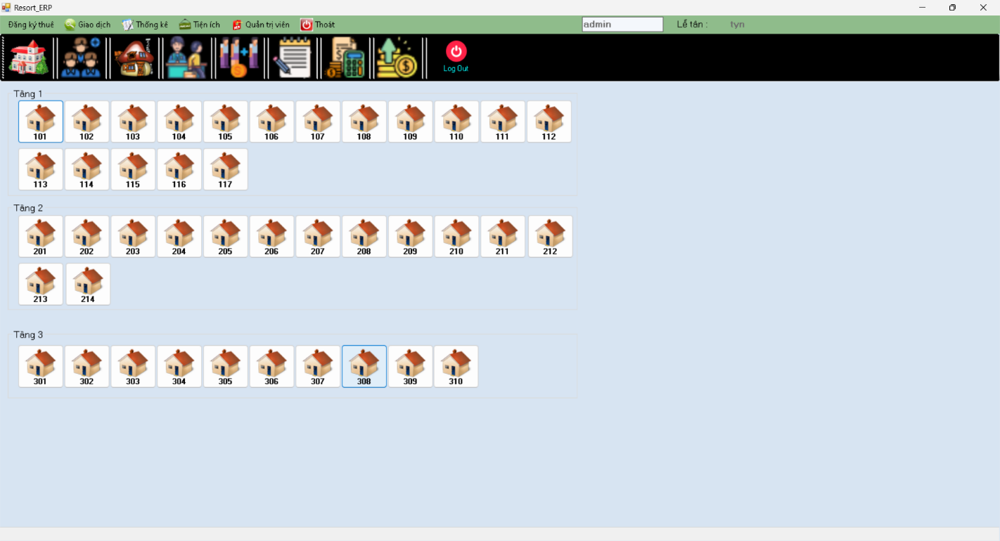 Resort_ERP
Đăng ký thuê Giao dịch Thống kê Tiện ích Quản trị viên Thoát admin Lễ tân : tyn
Log Out
Tầng 1
101 102 103 104 105 106 107 108 109 110 111 112
113 114 115 116 117
Tầng 2
201 202 203 204 205 206 207 208 209 210 211 212
213 214
Tầng 3
301 302 303 304 305 306 307 308 309 310